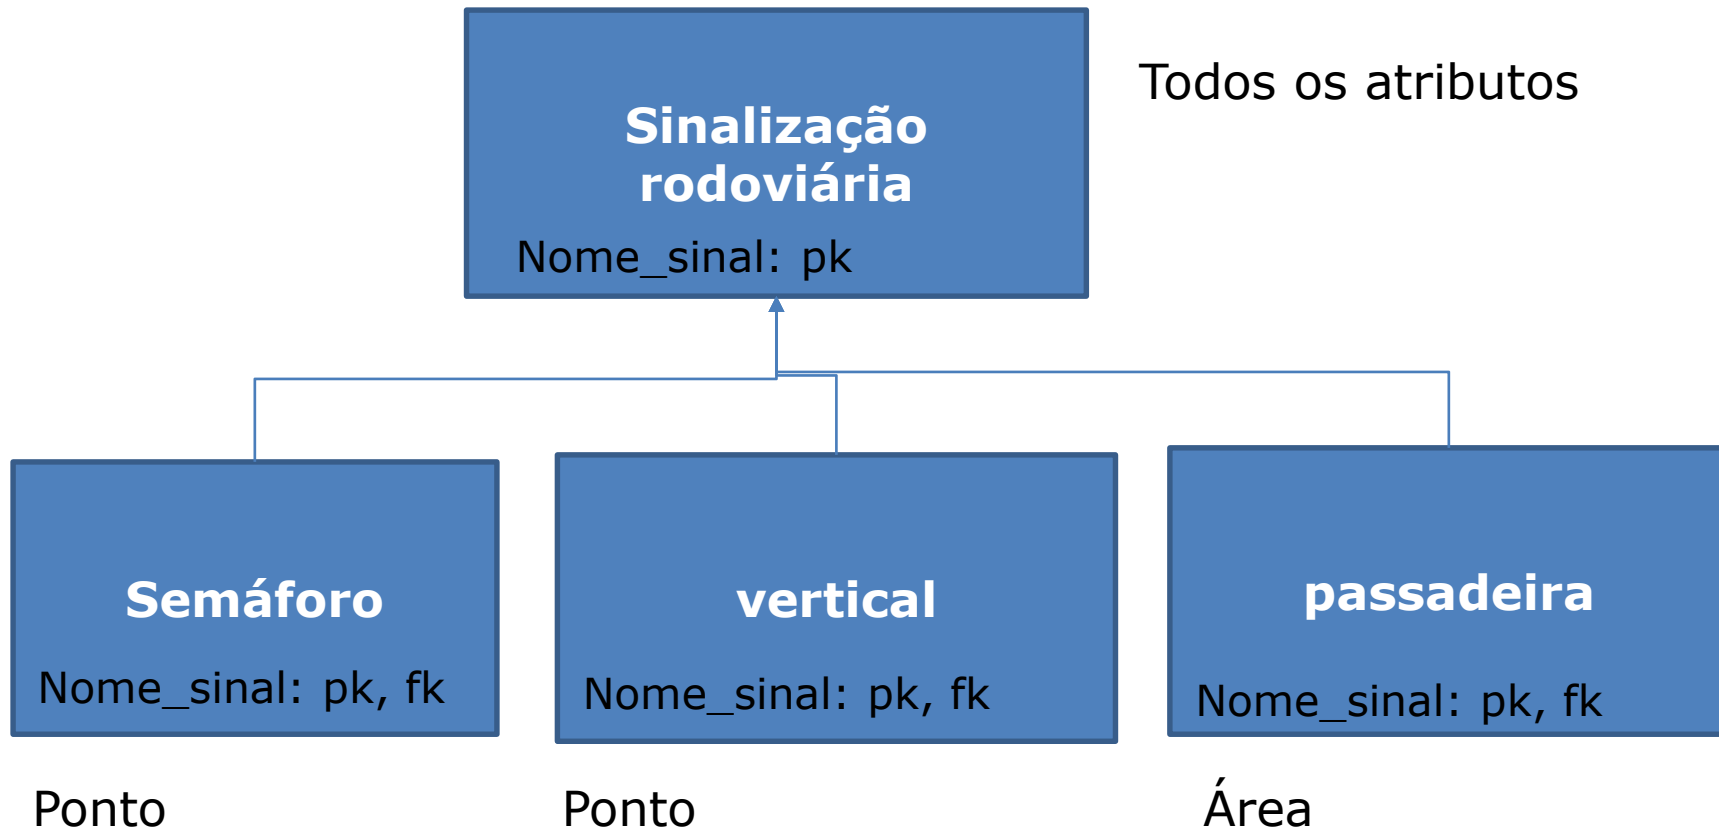 Todos os atributos
Sinalização
rodoviária
Nome_sinal: pk
Semáforo
Nome_sinal: pk, fk
vertical
Nome_sinal: pk, fk
passadeira
Nome_sinal: pk, fk
Ponto
Ponto
Área